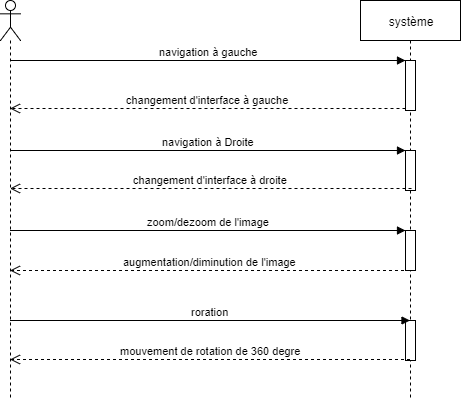 système
navigation à gauche
changement d'interface à gauche
navigation à Droite
changement d'interface à droite
zoom/dezoom de l'image
augmentation/diminution de l'image
roration
mouvement de rotation de 360 degre